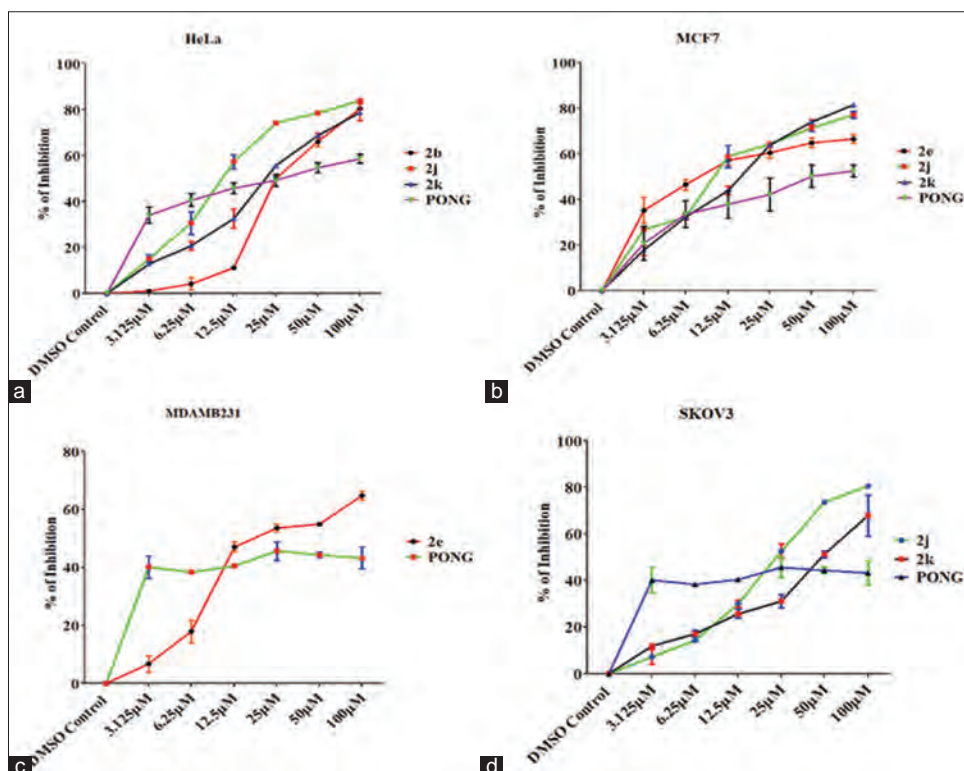 HeLa
% of Inhibition
100
80
60
40
20
0
DMSO Control
3.125µM
6.25µM
12.5µM
25µM
50µM
100µM
2b
2j
2k
PONG
a
MCF7
% of Inhibition
100
80
60
40
20
0
DMSO Control
3.125µM
6.25µM
12.5µM
25µM
50µM
100µM
2e
2j
2k
PONG
b
MDAMB231
% of Inhibition
80
60
40
20
0
DMSO Control
3.125µM
6.25µM
12.5µM
25µM
50µM
100µM
2e
PONG
c
SKOV3
% of Inhibition
100
80
60
40
20
0
DMSO Control
3.125µM
6.25µM
12.5µM
25µM
50µM
100µM
2j
2k
PONG
d